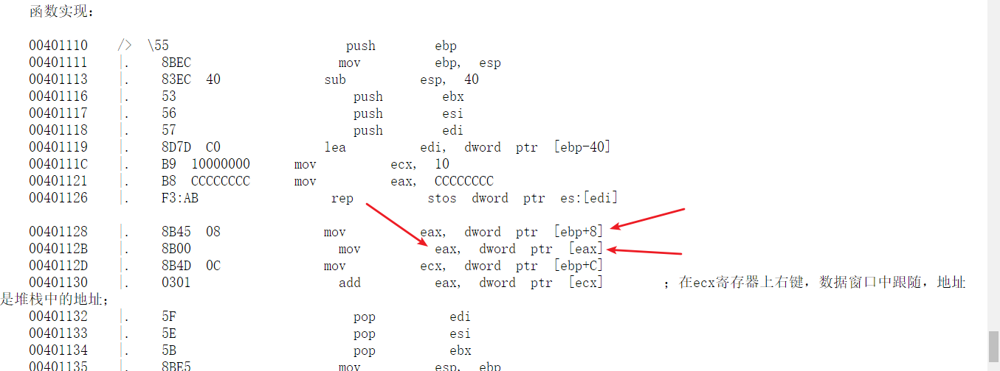 函数实现：
00401110 /> \55 push ebp
00401111 |. 8BEC mov ebp, esp
00401113 |. 83EC 40 sub esp, 40
00401116 |. 53 push ebx
00401117 |. 56 push esi
00401118 |. 57 push edi
00401119 |. 8D7D C0 lea edi, dword ptr [ebp-40]
0040111C |. B9 10000000 mov ecx, 10
00401121 |. B8 CCCCCCCC mov eax, CCCCCCCC
00401126 |. F3:AB rep stos dword ptr es:[edi]
00401128 |. 8B45 08 mov eax, dword ptr [ebp+8]
0040112B |. 8B00 mov eax, dword ptr [eax]
0040112D |. 8B4D 0C mov ecx, dword ptr [ebp+C]
00401130 |. 0301 add eax, dword ptr [ecx] ；在ecx寄存器上右键，数据窗口中跟随，地址
是堆栈中的地址；
00401132 |. 5F pop edi
00401133 |. 5E pop esi
00401134 |. 5B pop ebx
00401135 |. 8BE5 mov esp, ebp